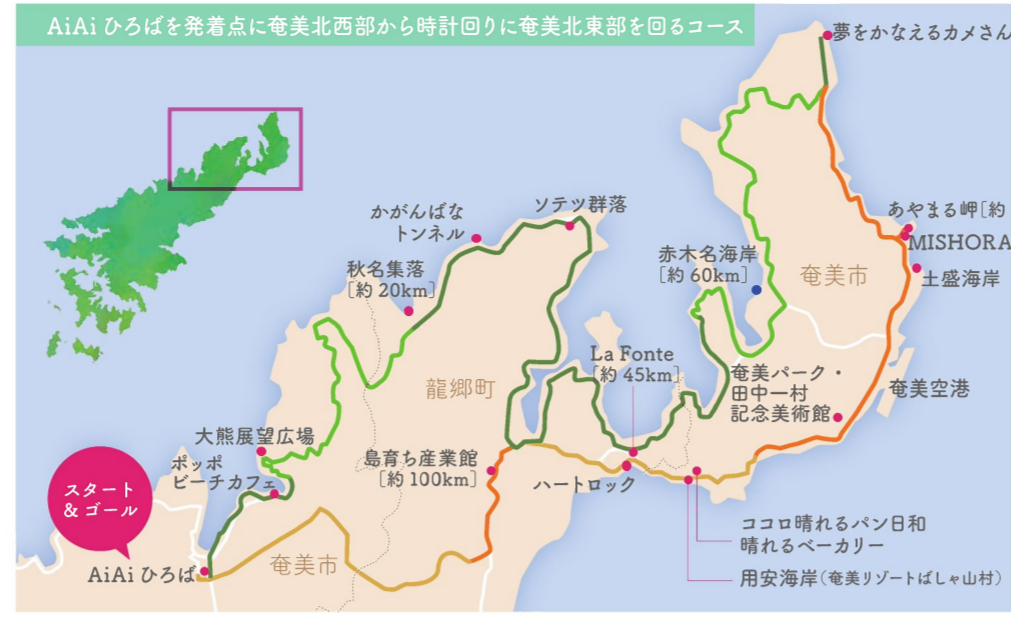 AiAi ひろばを発着点に奄美北西部から時計回りに奄美北東部を回るコース
夢をかなえるカメさん
かがんばな
トンネル
ソテツ群落
秋名集落
[約 20km]
赤木名海岸
[約 60km]
奄美市
あやまる岬[約
MISHORA
土盛海岸
La Fonte
[約 45km]
龍郷町
奄美パーク・
田中一村
記念美術館
奄美空港
大熊展望広場
ポッポ
ビーチカフェ
島育ち産業館
[約 100km]
ハートロック
スタート
&ゴール
AiAi ひろば
奄美市
ココロ晴れるパン日和
晴れるベーカリー
用安海岸(奄美リゾートばしゃ山村)